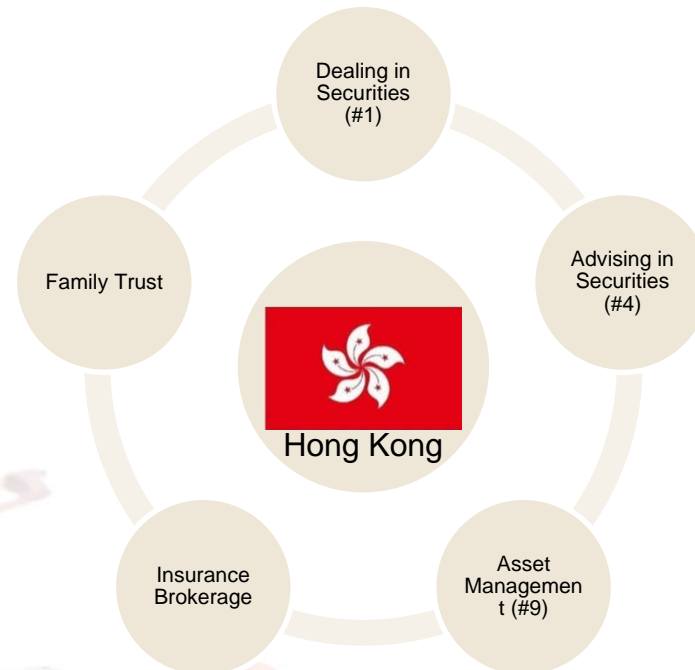 Dealing in
Securities
(#1)
Family Trust
Advising in
Securities
(#4)
Hong Kong
Insurance
Brokerage
Asset
Managemen
t (#9)